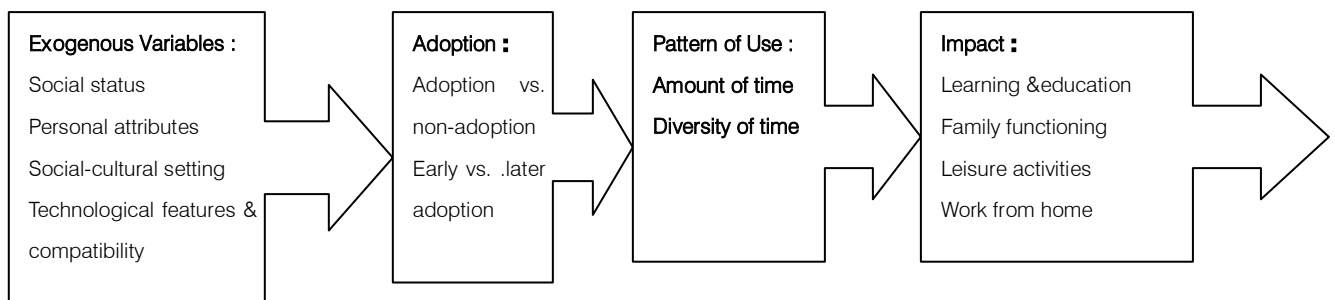 Exogenous Variables :
Social status
Personal attributes
Social-cultural setting
Technological features &
compatibility
Adoption :
Adoption vs.
non-adoption
Early vs. .later
adoption
Pattern of Use :
Amount of time
Diversity of time
Impact :
Learning &education
Family functioning
Leisure activities
Work from home